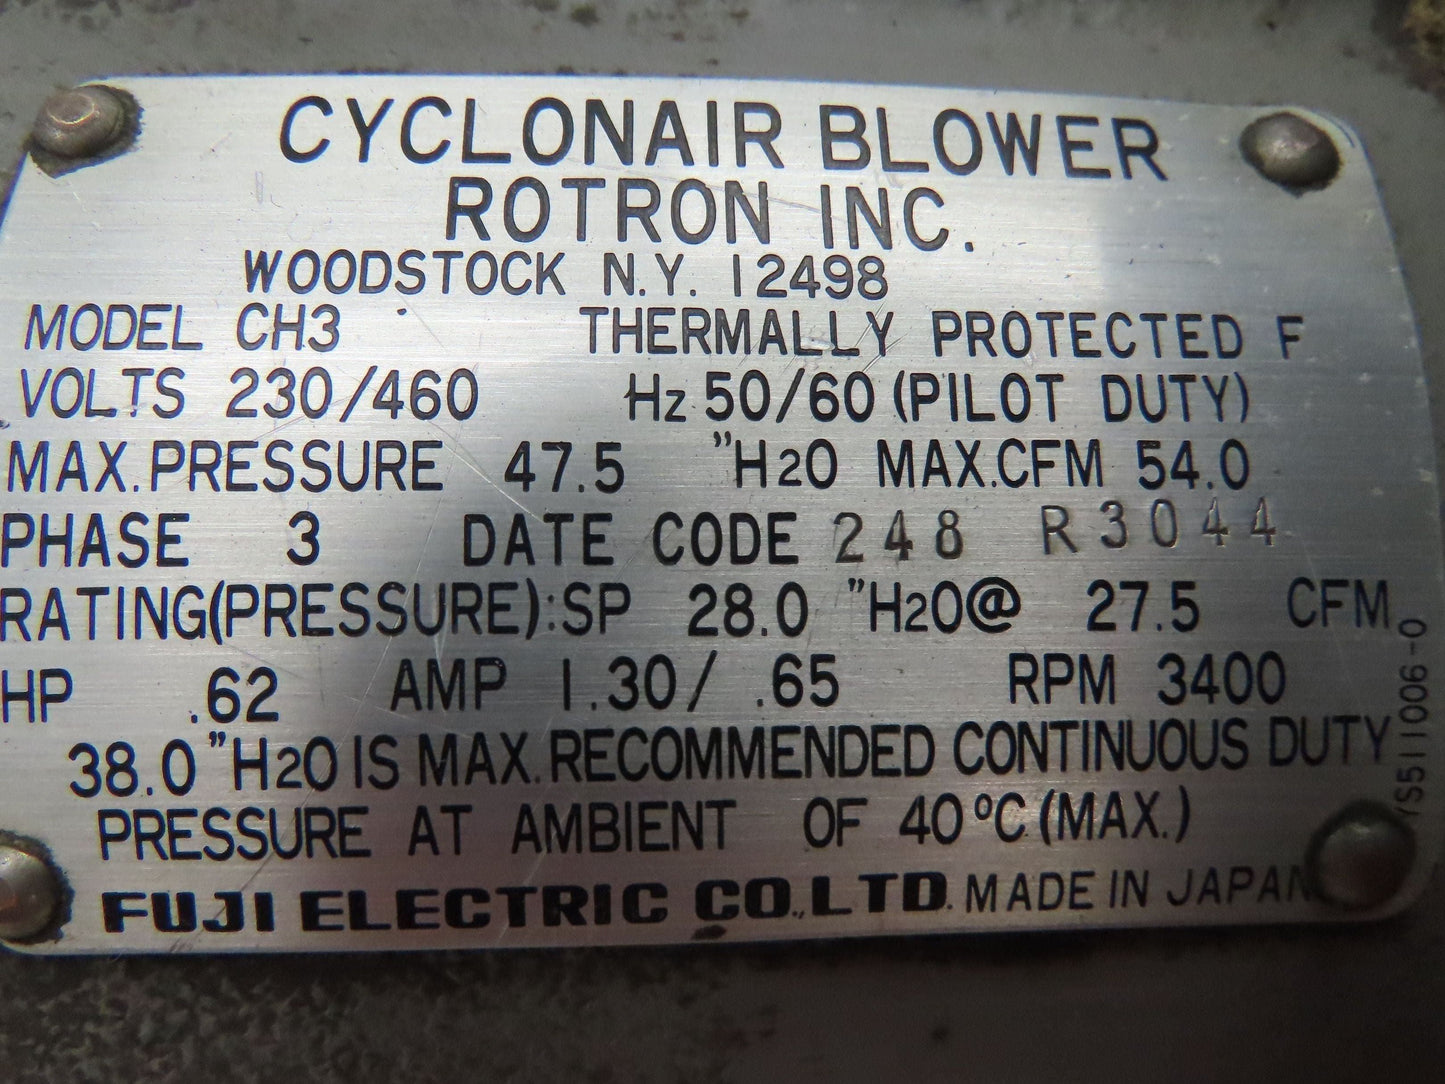 CYCLONAIR BLOWER
ROTRON INC.
WOODSTOCK N.Y. 12498
MODEL CH3 THERMALLY PROTECTED F
VOLTS 230/460 Hz 50/60 (PILOT DUTY)
MAX. PRESSURE 47.5 "H2O MAX.CFM 54.0
PHASE 3 DATE CODE 248 R3044
RATING(PRESSURE):SP 28.0 "H2O@ 27.5 CFM
HP .62 AMP 1.30/ .65 RPM 3400
38.0 "H2O IS MAX. RECOMMENDED CONTINUOUS DUTY
PRESSURE AT AMBIENT OF 40°C (MAX.)
FUJI ELECTRIC CO.,LTD. MADE IN JAPAN
YS511006-0